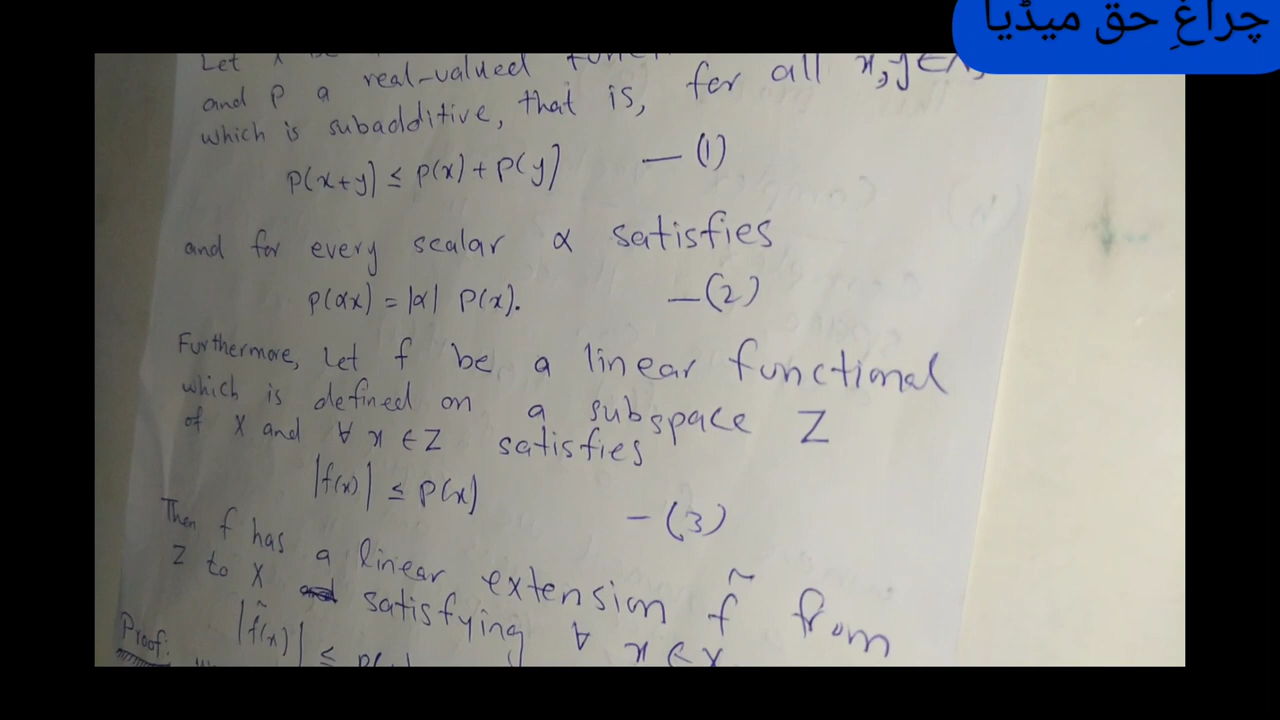 چراغِ حق میڈیا
Let X be
and p a real-valued
which is subadditive, that is, for all x,y∈X,
p(x+y) ≤ p(x) + p(y) — (1)
and for every scalar α satisfies
p(αx) = |α| p(x). — (2)
Furthermore, let f be a linear functional
which is defined on a subspace Z
of X and ∀ x ∈ Z satisfies
|f(x)| ≤ p(x) — (3)
Then f has a linear extension f̃ from
Z to X satisfying ∀ x ∈ X
|f̃(x)| ≤
Proof: